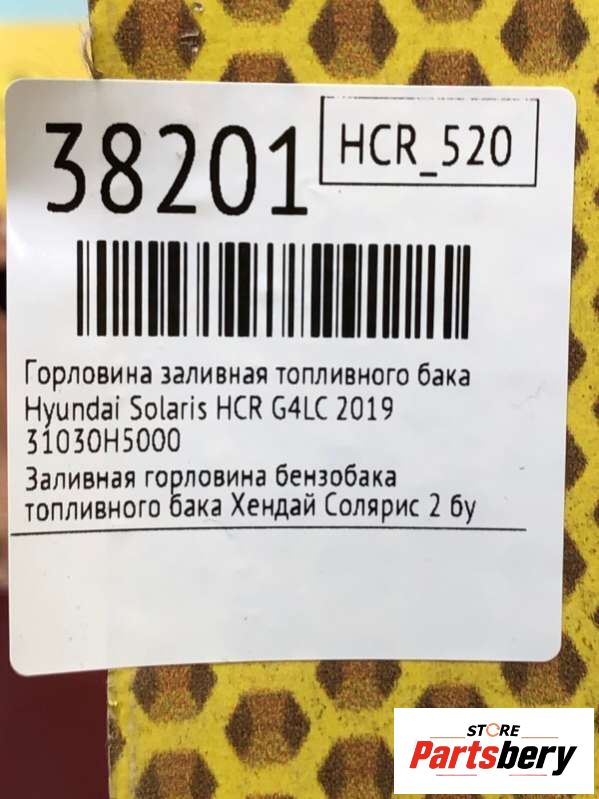 38201
HCR_520
Горловина заливная топливного бака
Hyundai Solaris HCR G4LC 2019
31030H5000
Заливная горловина бензобака
топливного бака Хендай Солярис 2 бу
STORE
Partsbery